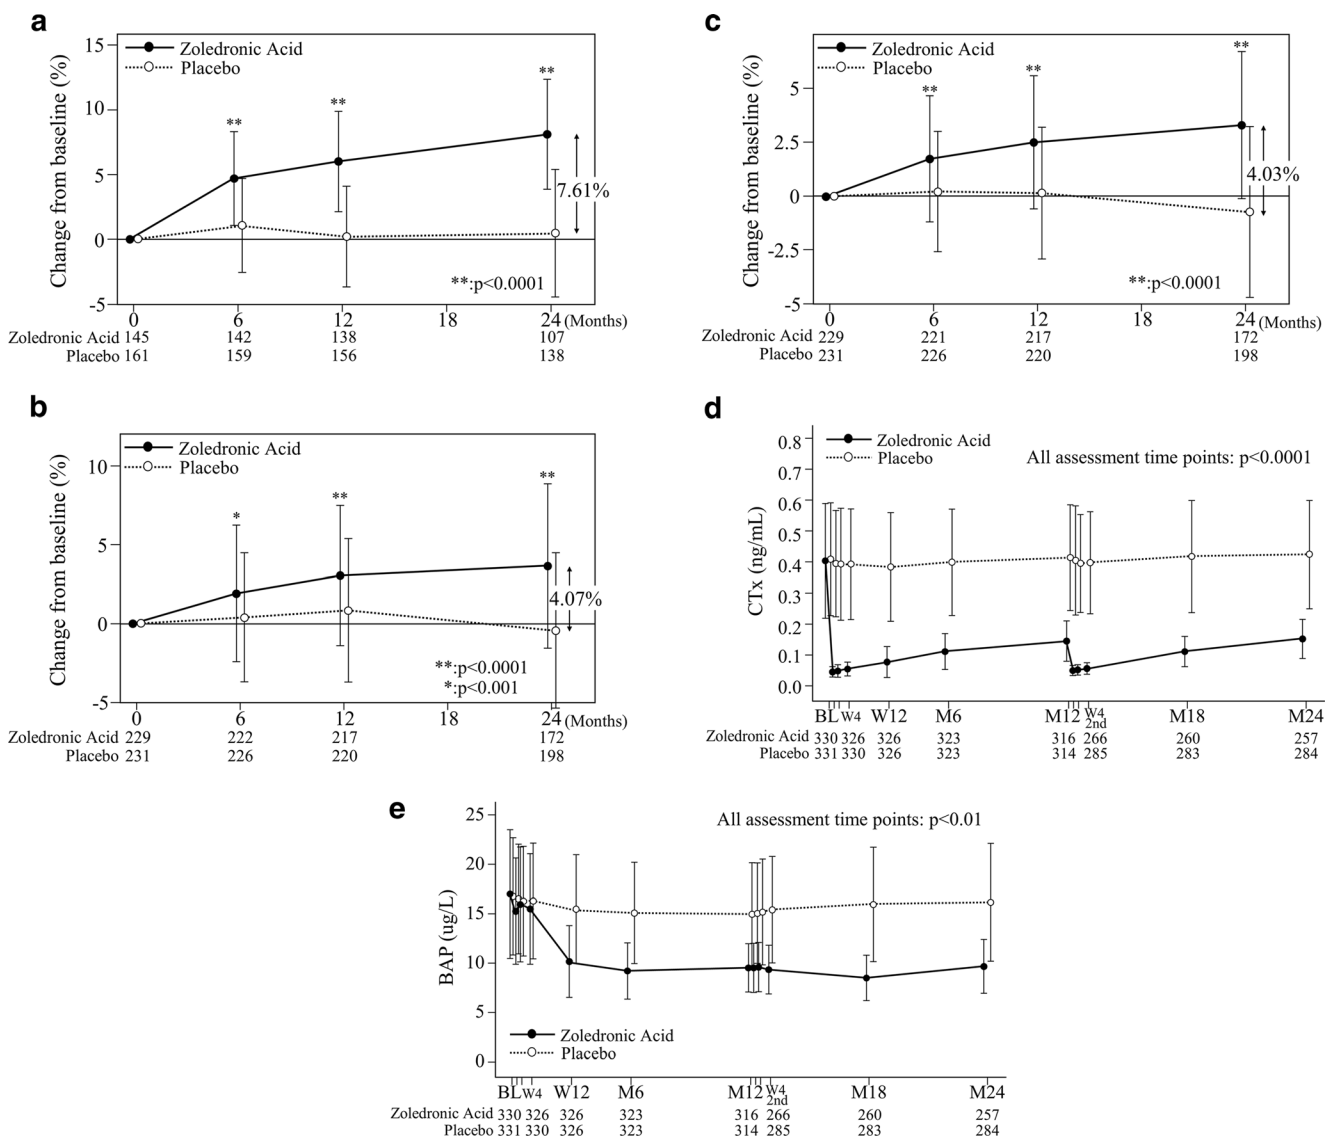 a
15
10
5
0
-5
Change from baseline (%)
Zoledronic Acid
Placebo
**
**
**
7.61%
**:p<0.0001
0 6 12 18 24 (Months)
Zoledronic Acid 145 142 138 107
Placebo 161 159 156 138
c
5
2.5
0
-2.5
-5
Change from baseline (%)
Zoledronic Acid
Placebo
**
**
**
4.03%
**:p<0.0001
0 6 12 18 24 (Months)
Zoledronic Acid 229 221 217 172
Placebo 231 226 220 198
b
10
5
0
-5
Change from baseline (%)
Zoledronic Acid
Placebo
*
**
**
4.07%
**:p<0.0001
*:p<0.001
0 6 12 18 24 (Months)
Zoledronic Acid 229 222 217 172
Placebo 231 226 220 198
d
0.8
0.7
0.6
0.5
0.4
0.3
0.2
0.1
0.0
CTx (ng/mL)
Zoledronic Acid
Placebo
All assessment time points: p<0.0001
BL W4 W12 M6 M12 W4 M18 M24
2nd
Zoledronic Acid 330 326 326 323 316 266 260 257
Placebo 331 330 326 323 314 285 283 284
e
25
20
15
10
5
0
BAP (ug/L)
All assessment time points: p<0.01
Zoledronic Acid
Placebo
BL W4 W12 M6 M12 W4 M18 M24
2nd
Zoledronic Acid 330 326 326 323 316 266 260 257
Placebo 331 330 326 323 314 285 283 284